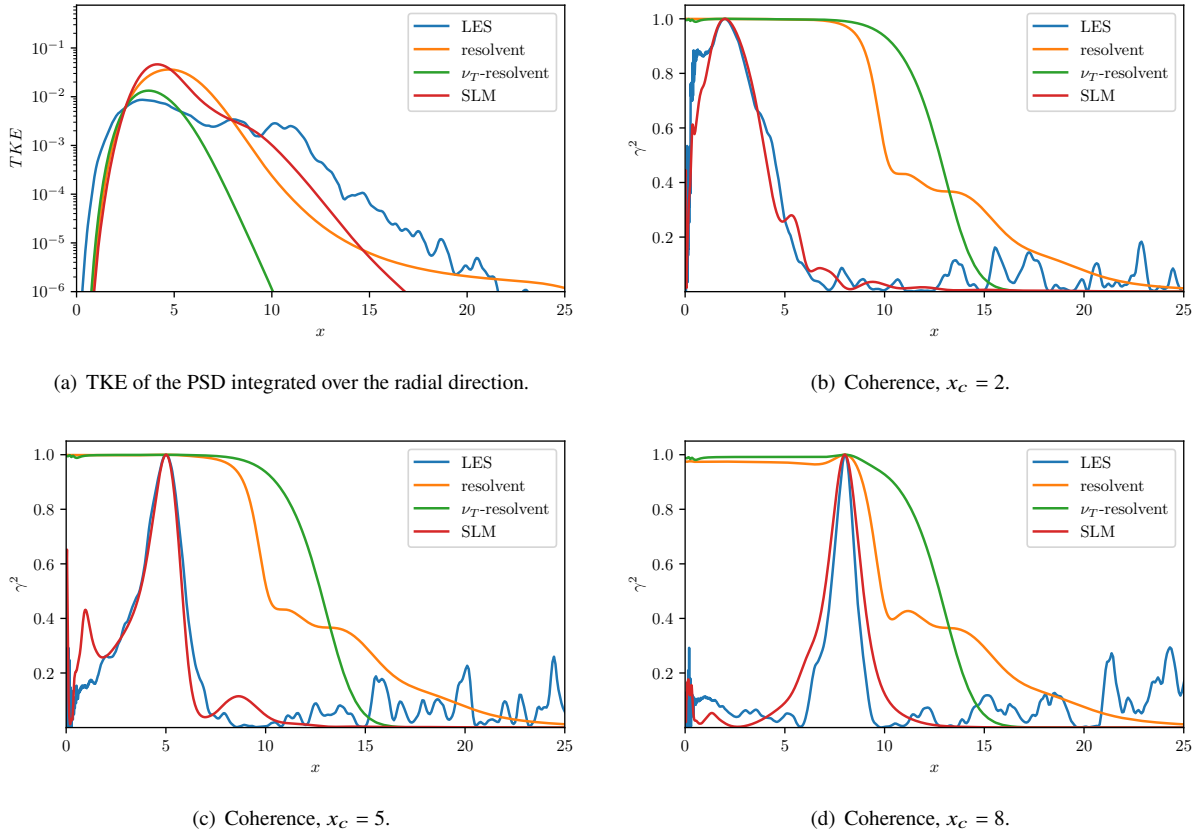 LES
resolvent
ν_T-resolvent
SLM
10⁻¹
10⁻²
10⁻³
10⁻⁴
10⁻⁵
10⁻⁶
TKE
0 5 10 15 20 25
x
(a) TKE of the PSD integrated over the radial direction.
LES
resolvent
ν_T-resolvent
SLM
1.0
0.8
0.6
0.4
0.2
γ²
0 5 10 15 20 25
x
(b) Coherence, x_c = 2.
LES
resolvent
ν_T-resolvent
SLM
1.0
0.8
0.6
0.4
0.2
γ²
0 5 10 15 20 25
x
(c) Coherence, x_c = 5.
LES
resolvent
ν_T-resolvent
SLM
1.0
0.8
0.6
0.4
0.2
γ²
0 5 10 15 20 25
x
(d) Coherence, x_c = 8.